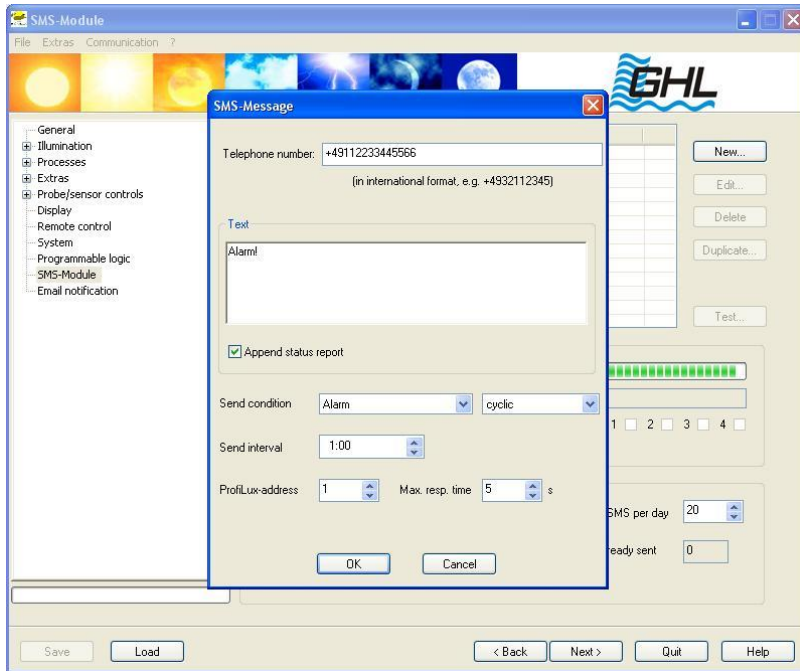 SMS-Module
File Extras Communication ?
GHL
General
Illumination
Processes
Extras
Probe/sensor controls
Display
Remote control
System
Programmable logic
SMS-Module
Email notification
SMS-Message
Telephone number: +49112233445566
(in international format, e.g. +4932112345)
Text
Alarm!
Append status report
Send condition Alarm cyclic
Send interval 1:00
ProfiLux-address 1 Max. resp. time 5 s
OK Cancel
New...
Edit...
Delete
Duplicate...
Test...
1 2 3 4
SMS per day 20
ready sent 0
Save Load < Back Next > Quit Help